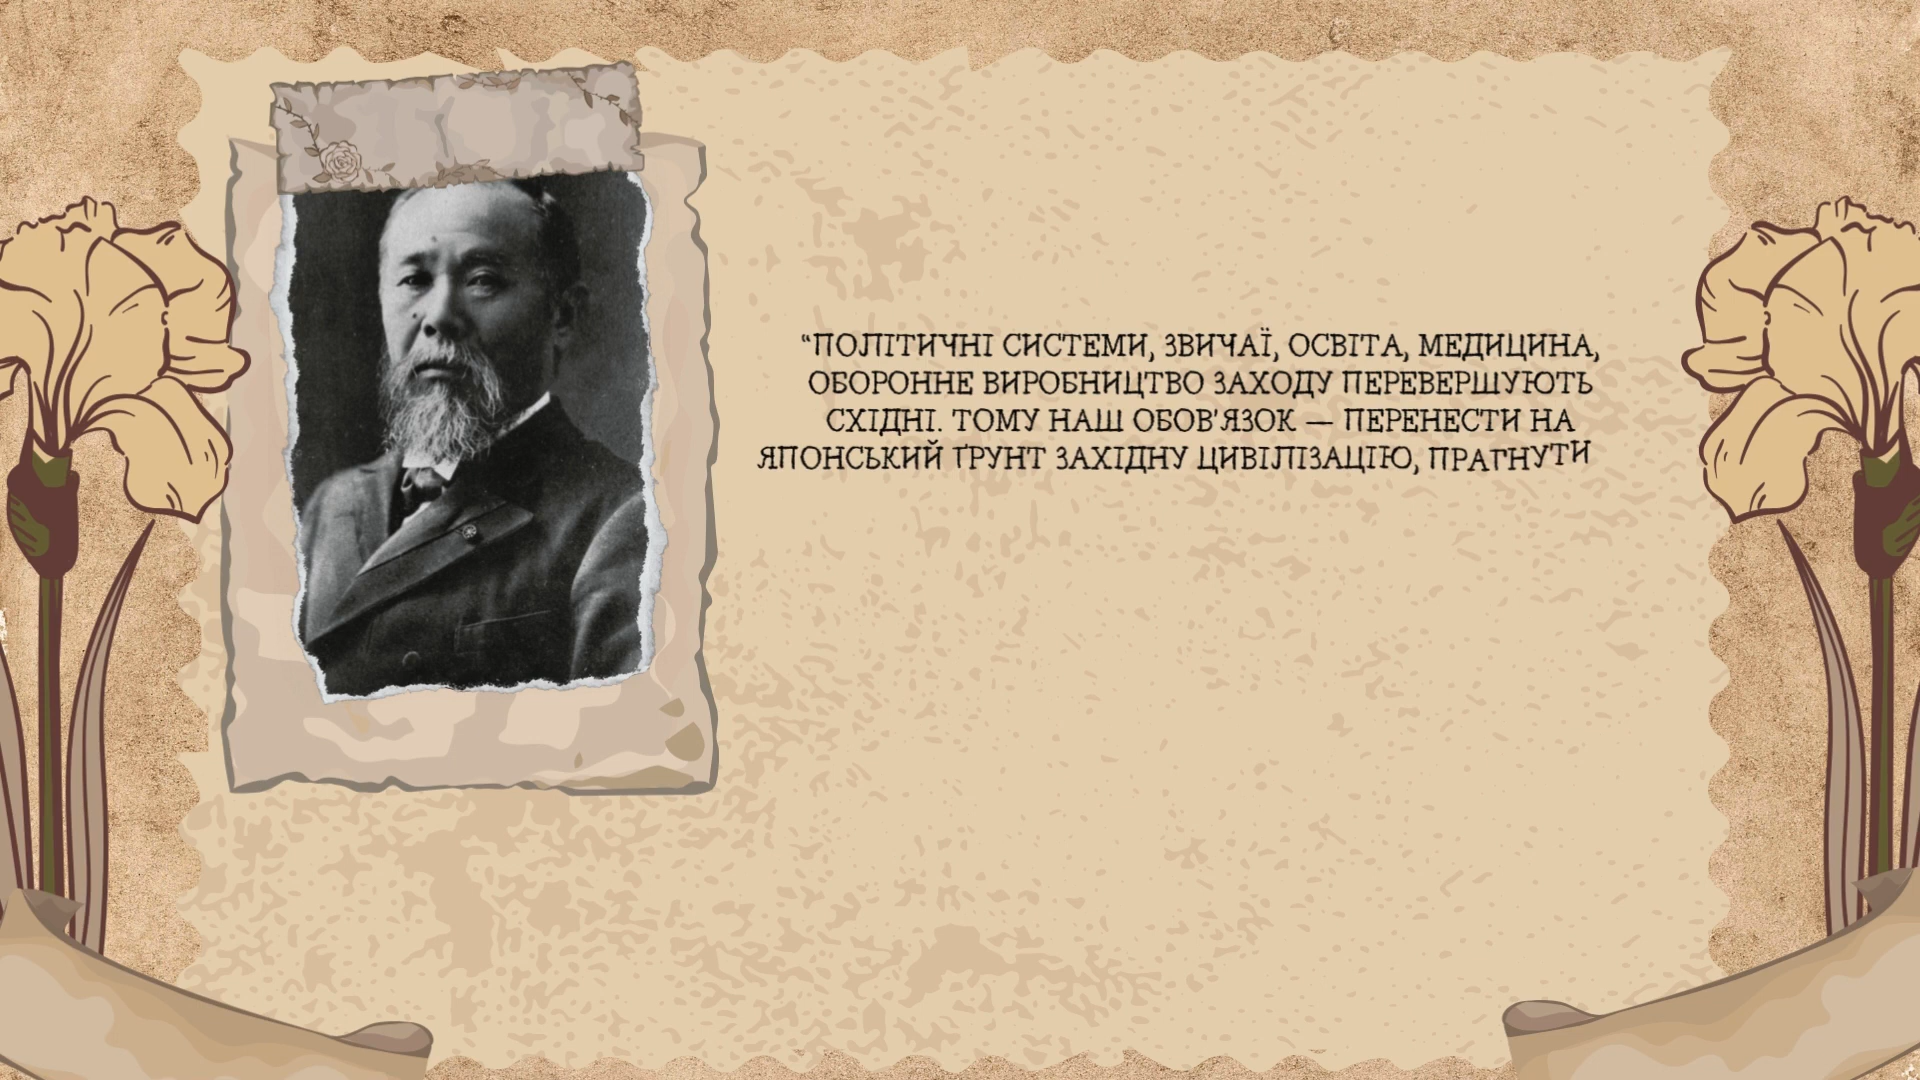 “ПОЛІТИЧНІ СИСТЕМИ, ЗВИЧАЇ, ОСВІТА, МЕДИЦИНА,
ОБОРОННЕ ВИРОБНИЦТВО ЗАХОДУ ПЕРЕВЕРШУЮТЬ
СХІДНІ. ТОМУ НАШ ОБОВ’ЯЗОК — ПЕРЕНЕСТИ НА
ЯПОНСЬКИЙ ҐРУНТ ЗАХІДНУ ЦИВІЛІЗАЦІЮ, ПРАГНУТИ